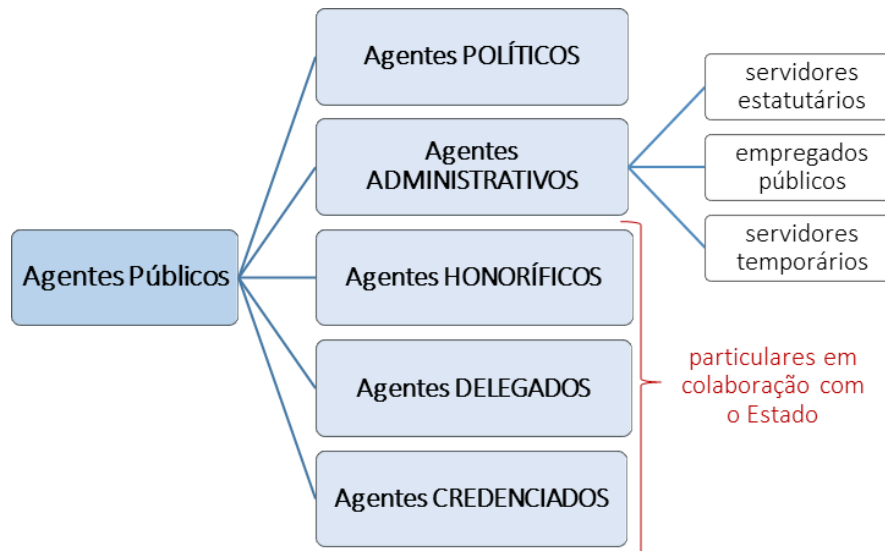 Agentes Públicos
Agentes POLÍTICOS
Agentes
ADMINISTRATIVOS
servidores
estatutários
empregados
públicos
servidores
temporários
Agentes HONORÍFICOS
Agentes DELEGADOS
Agentes CREDENCIADOS
particulares em
colaboração com
o Estado